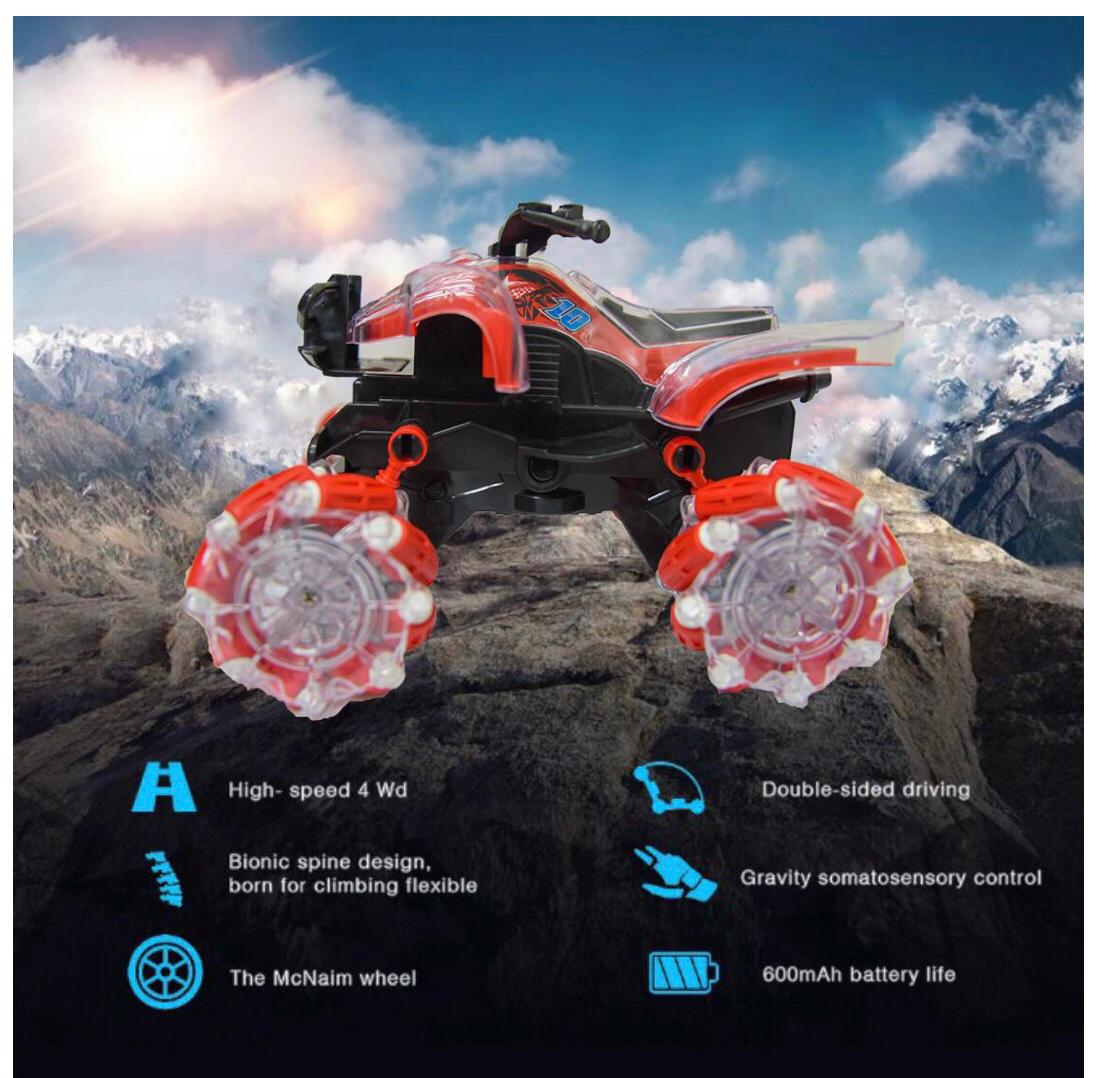 10
High- speed 4 Wd
Double-sided driving
Bionic spine design,
born for climbing flexible
Gravity somatosensory control
The McNaim wheel
600mAh battery life